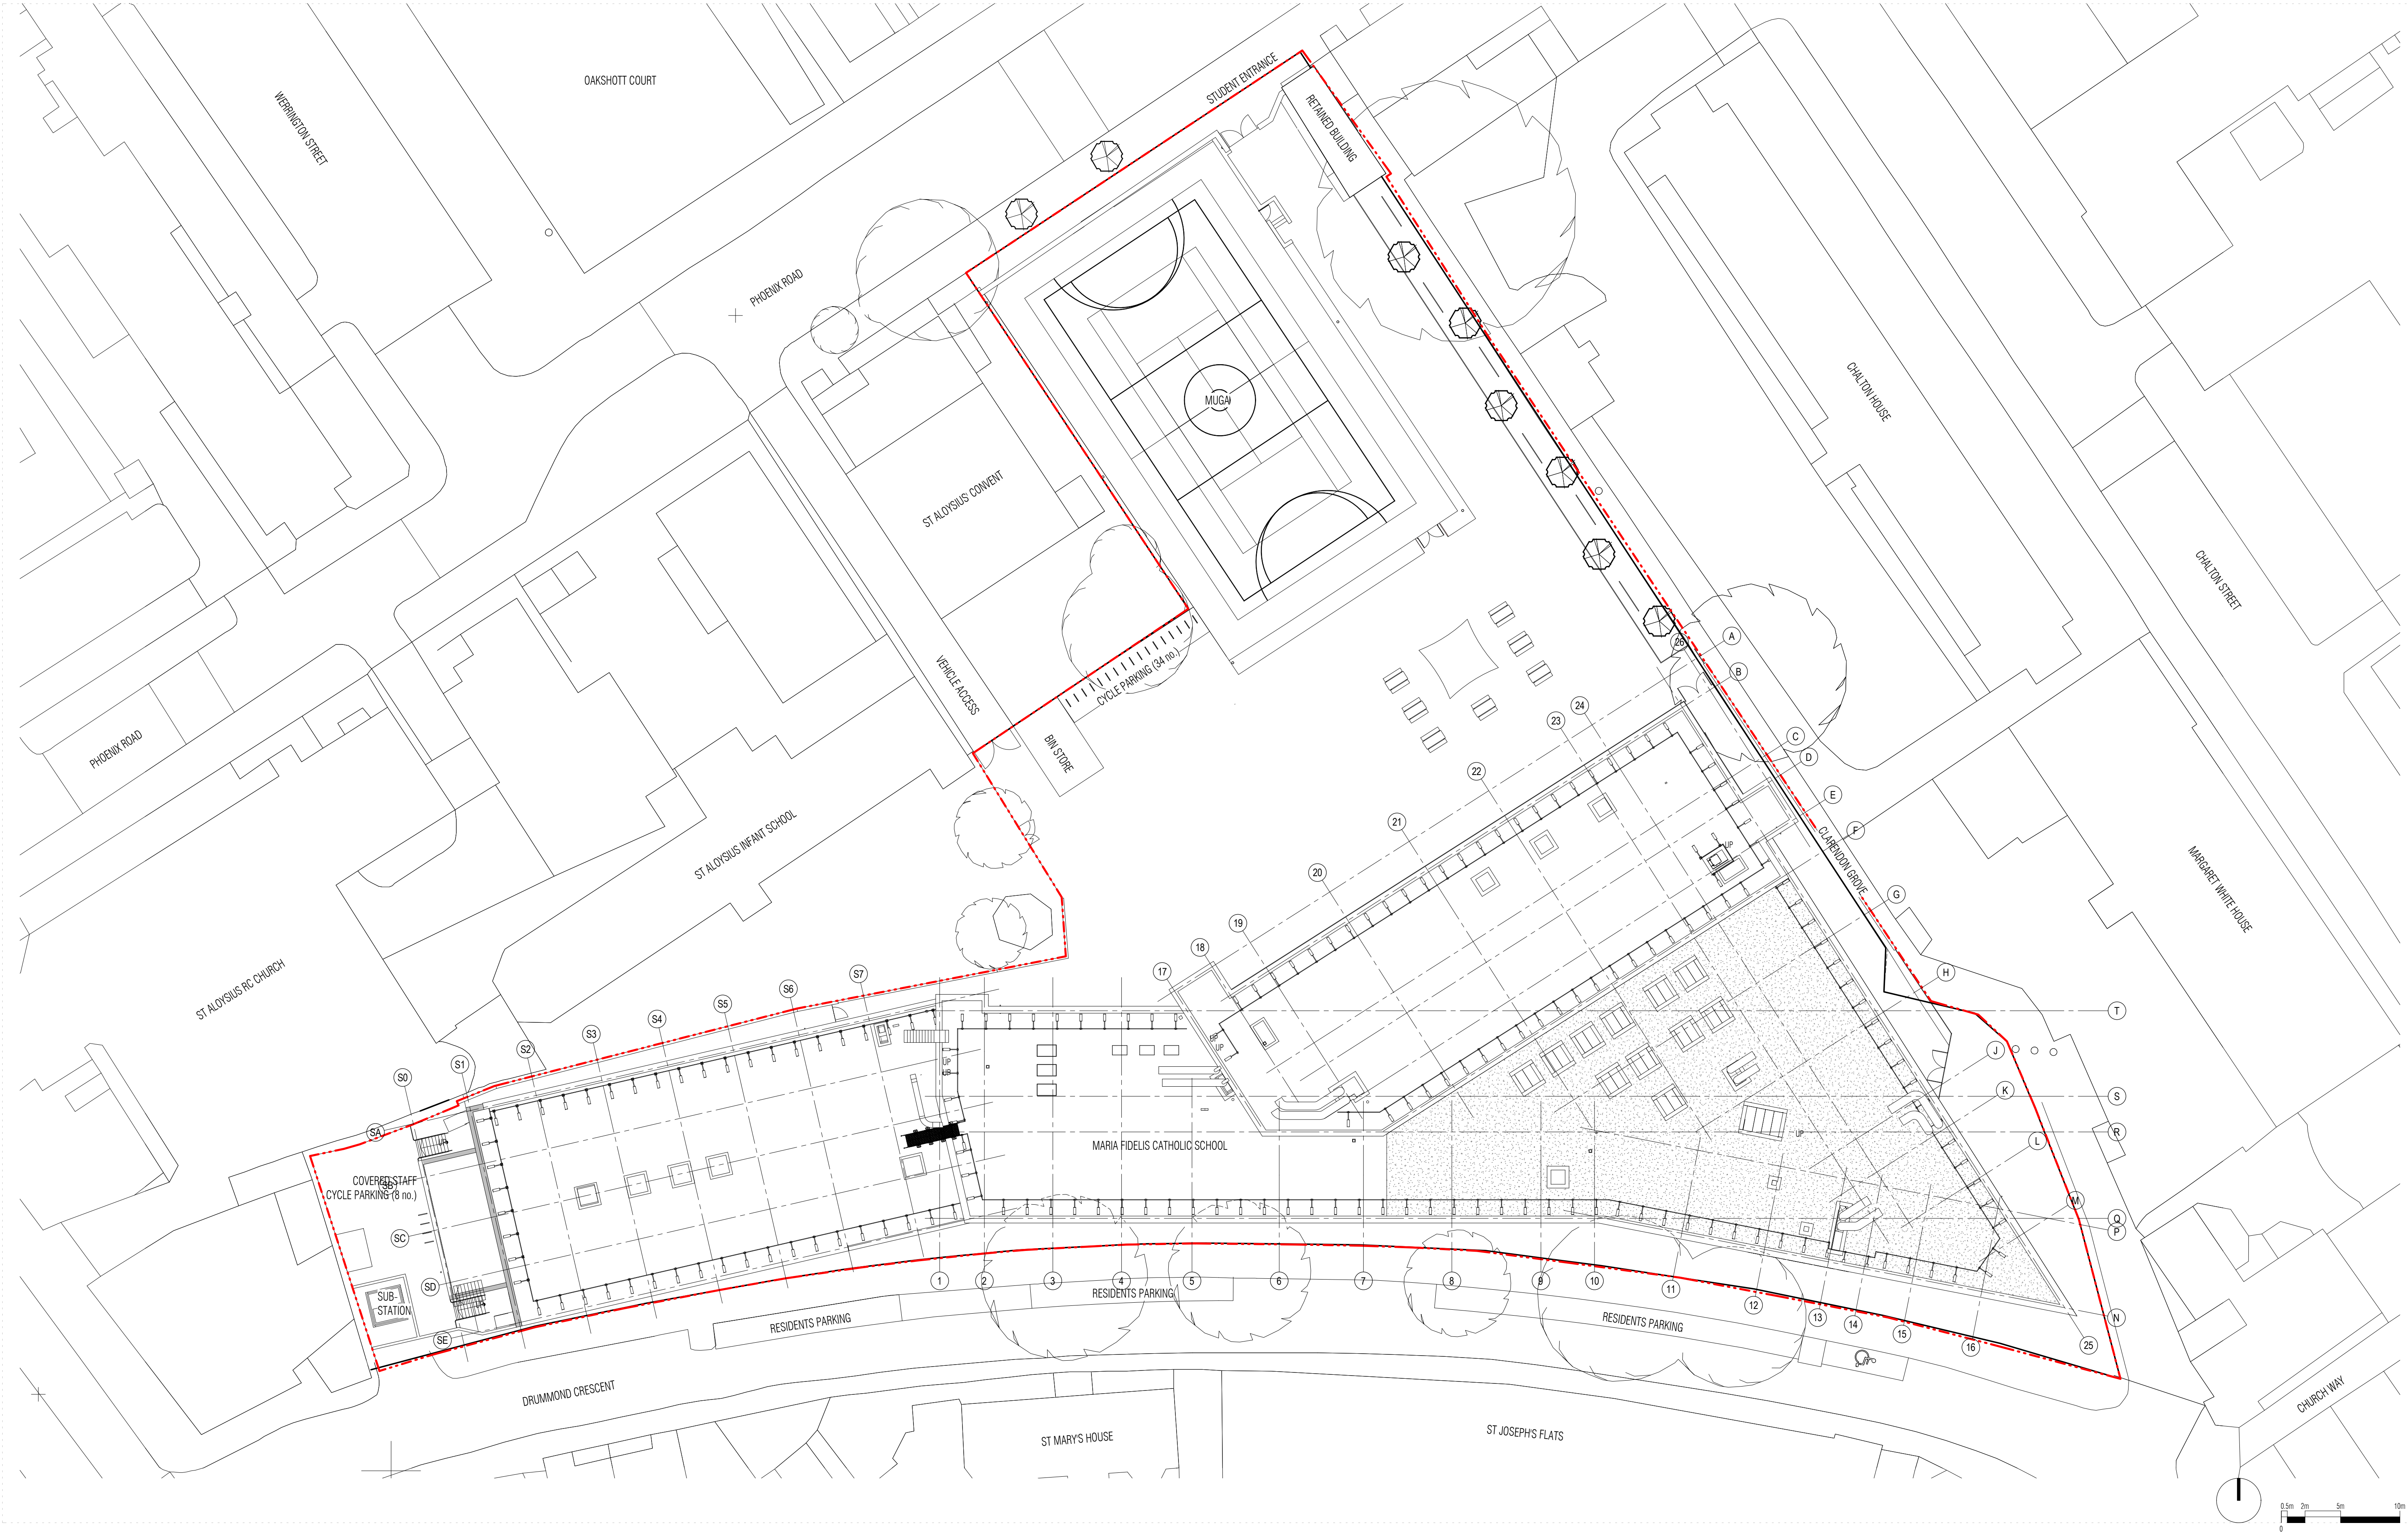 OAKSHOTT COURT
STUDENT ENTRANCE
WERRINGTON STREET
RETAINED BUILDING
PHOENIX ROAD
MUGA
CHALTON HOUSE
ST ALOYSIUS' CONVENT
CHALTON STREET
VEHICLE ACCESS
CYCLE PARKING (34 no.)
26
A
B
PHOENIX ROAD
BIN STORE
24
23
C
D
22
E
21
F
UP
CLARENDON GROVE
ST ALOYSIUS INFANT SCHOOL
20
G
MARGARET WHITE HOUSE
19
18
17
H
ST ALOYSIUS RC CHURCH
S7
S6
S5
S4
S3
S2
S1
S0
T
UP
UP
UP
UP
J
K
S
SA
UP
R
L
UP
MARIA FIDELIS CATHOLIC SCHOOL
COVERED STAFF
SB
CYCLE PARKING (8 no.)
M
Q
P
SC
SD
SUB-
STATION
UP
SE
1
2
3
4
5
6
7
8
9
10
11
12
13
14
15
16
25
N
RESIDENTS PARKING
RESIDENTS PARKING
RESIDENTS PARKING
DRUMMOND CRESCENT
ST MARY'S HOUSE
ST JOSEPH'S FLATS
CHURCH WAY
0.5m
2m
5m
10m
0